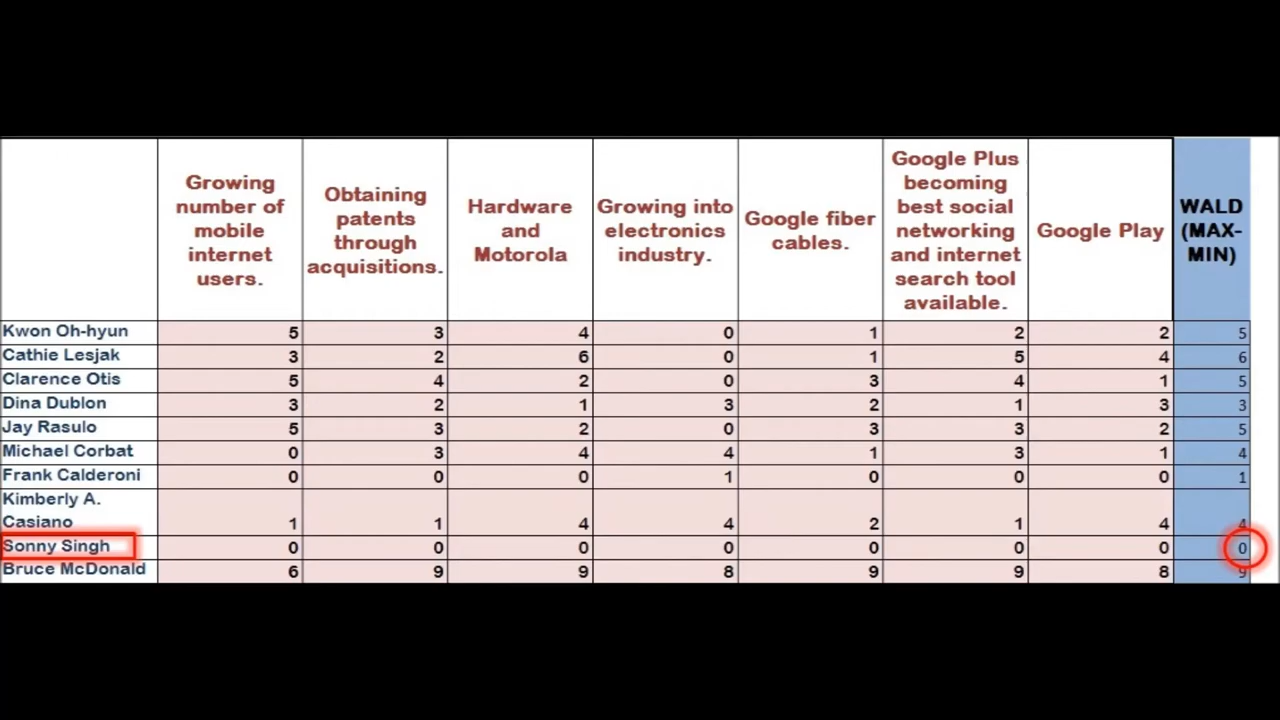 Growing number of mobile internet users.
Obtaining patents through acquisitions.
Hardware and Motorola
Growing into electronics industry.
Google fiber cables.
Google Plus becoming best social networking and internet search tool available.
Google Play
WALD (MAX-MIN)
Kwon Oh-hyun 5 3 4 0 1 2 2 5
Cathie Lesjak 3 2 6 0 1 5 4 6
Clarence Otis 5 4 2 0 3 4 1 5
Dina Dublon 3 2 1 3 2 1 3 3
Jay Rasulo 5 3 2 0 3 3 2 5
Michael Corbat 0 3 4 4 1 3 1 4
Frank Calderoni 0 0 0 1 0 0 0 1
Kimberly A.
Casiano 1 1 4 4 2 1 4 4
Sonny Singh 0 0 0 0 0 0 0 0
Bruce McDonald 6 9 9 8 9 9 8 9